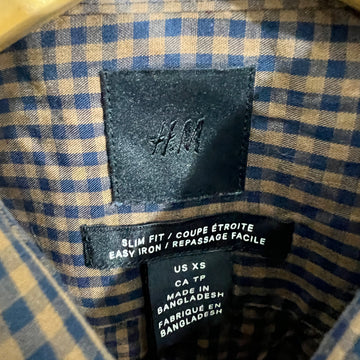 H&M
SLIM FIT / COUPE ÉTROITE
EASY IRON / REPASSAGE FACILE
US XS
CA TP
MADE IN
BANGLADESH
FABRIQUÉ EN
BANGLADESH